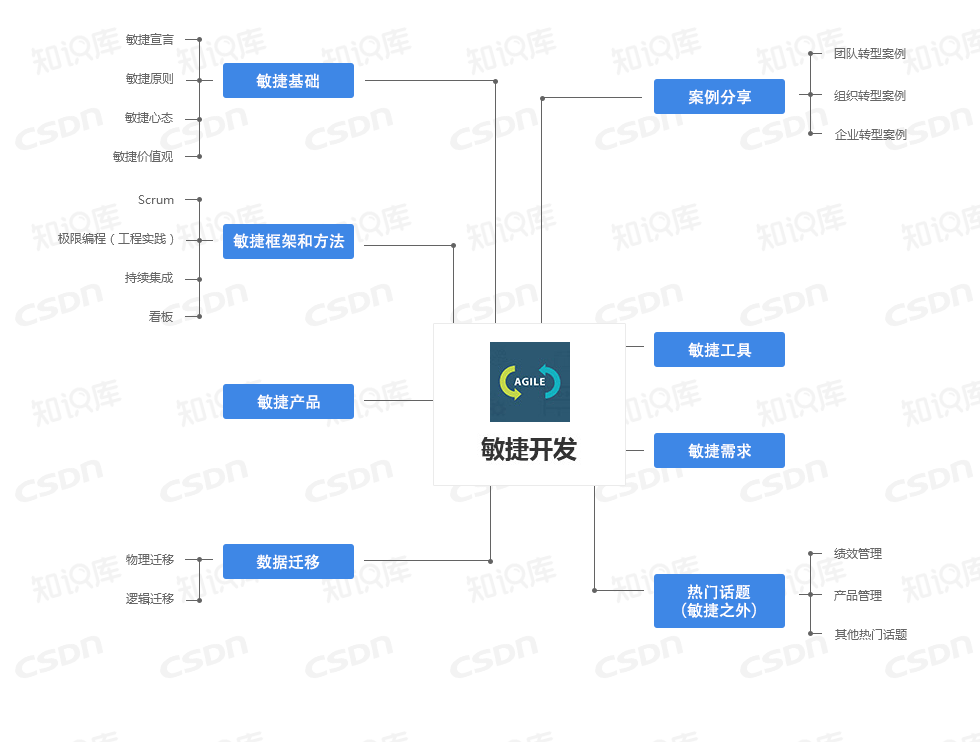 敏捷宣言
敏捷原则
敏捷心态
敏捷价值观
敏捷基础
Scrum
极限编程（工程实践）
持续集成
看板
敏捷框架和方法
敏捷产品
物理迁移
逻辑迁移
数据迁移
AGILE
敏捷开发
案例分享
团队转型案例
组织转型案例
企业转型案例
敏捷工具
敏捷需求
热门话题
（敏捷之外）
绩效管理
产品管理
其他热门话题
知识库
CSDN